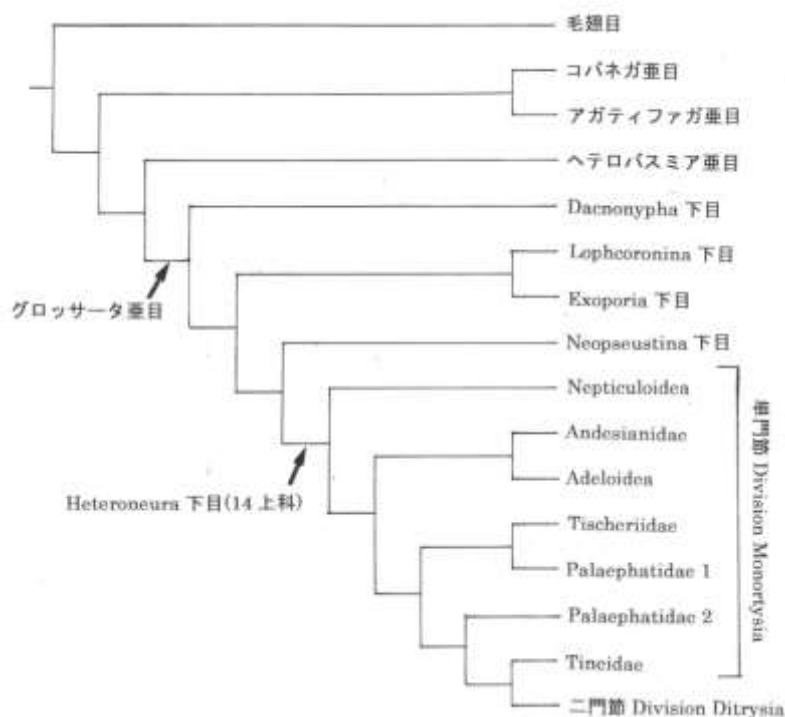 毛翅目
コバネガ亜目
アガティファガ亜目
ヘテロバスミア亜目
Dacnonypha 下目
Lophcoronina 下目
Exoporia 下目
グロッサータ亜目
Neopseustina 下目
Nepticuloidea
Andesianidae
Adeloidea
Heteroneura 下目(14 上科)
Tischeriidae
Palaephatidae 1
Palaephatidae 2
Tineidae
二門節 Division Ditrysia
単門節 Division Monortysia